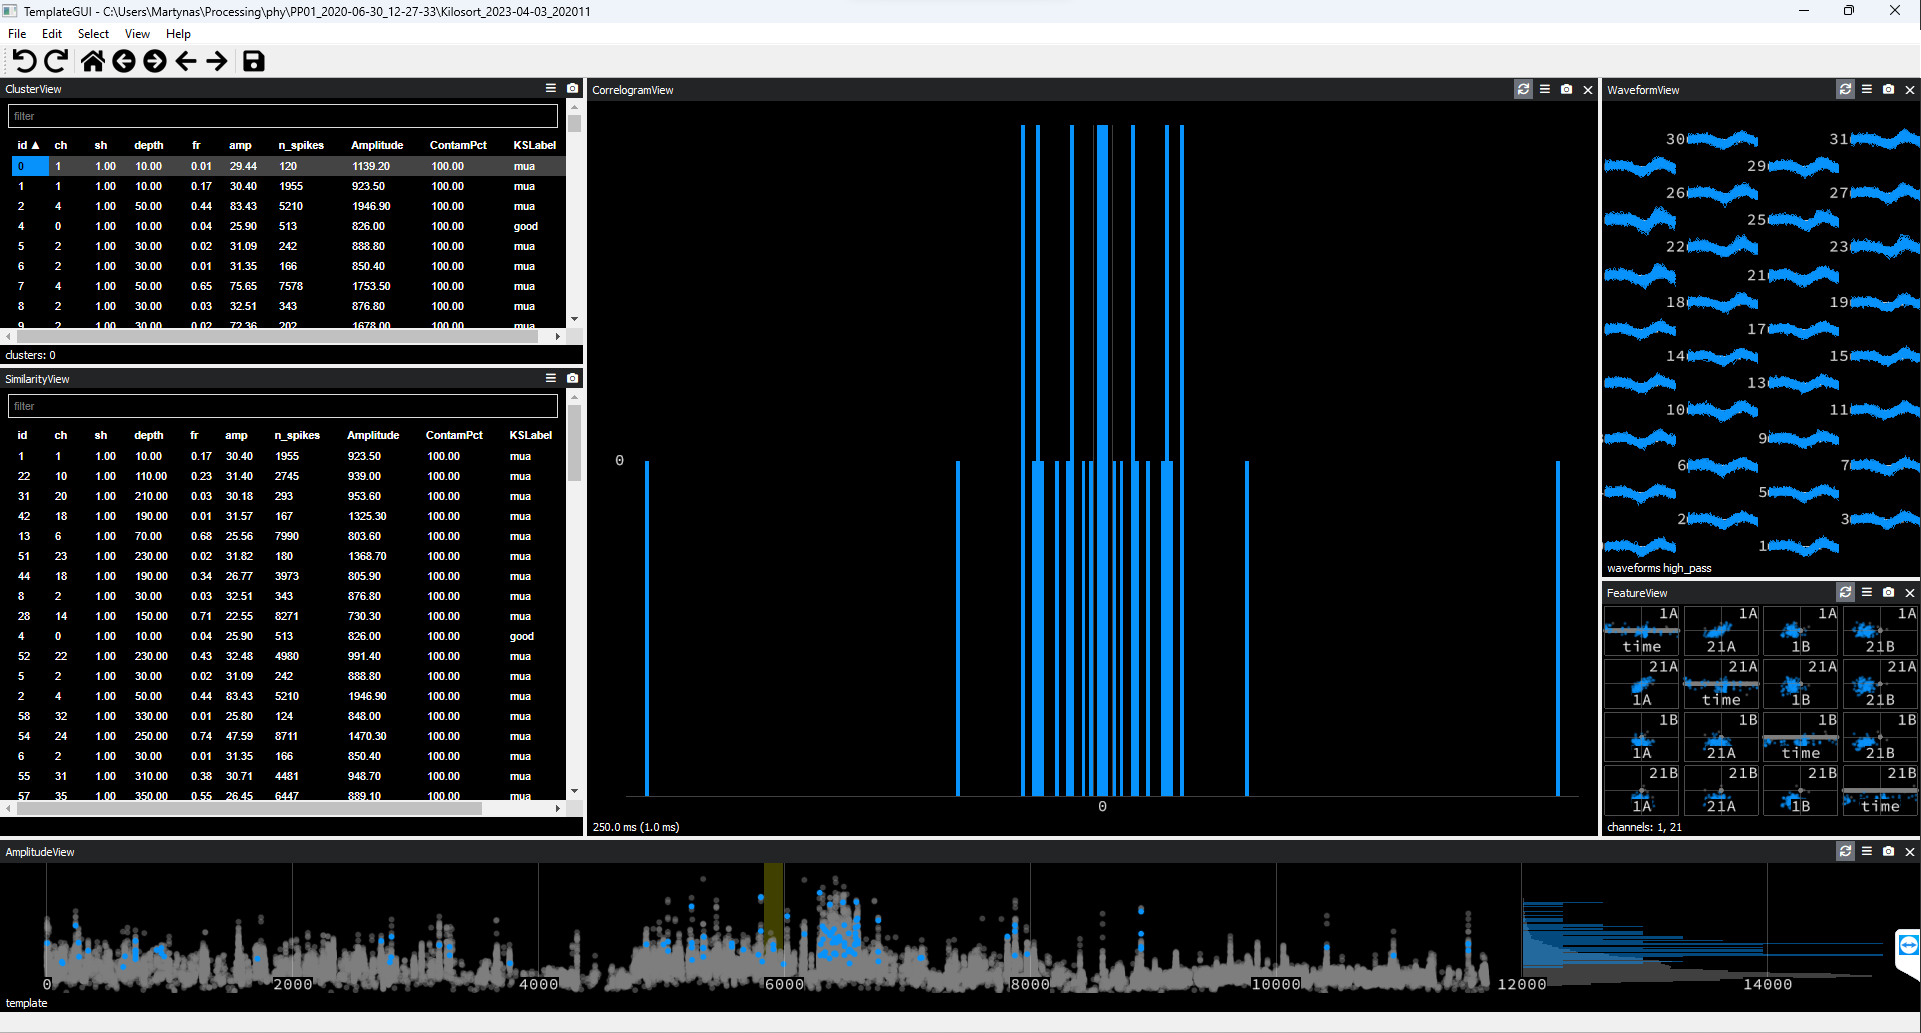 TemplateGUI - C:\Users\Martynas\Processing\phy\PP01_2020-06-30_12-27-33\Kilosort_2023-04-03_202011
File Edit Select View Help
ClusterView
filter
id ch sh depth fr amp n_spikes Amplitude ContamPct KSLabel
0 1 1.00 10.00 0.01 29.44 120 1139.20 100.00 mua
1 1 1.00 10.00 0.17 30.40 1955 923.50 100.00 mua
2 4 1.00 50.00 0.44 83.43 5210 1946.90 100.00 mua
4 0 1.00 10.00 0.04 25.90 513 826.00 100.00 good
5 2 1.00 30.00 0.02 31.09 242 888.80 100.00 mua
6 2 1.00 30.00 0.01 31.35 166 850.40 100.00 mua
7 4 1.00 50.00 0.65 75.65 7578 1753.50 100.00 mua
8 2 1.00 30.00 0.03 32.51 343 876.80 100.00 mua
9 2 1.00 30.00 0.02 72.36 202 1678.00 100.00 mua
clusters: 0
SimilarityView
filter
id ch sh depth fr amp n_spikes Amplitude ContamPct KSLabel
1 1 1.00 10.00 0.17 30.40 1955 923.50 100.00 mua
22 10 1.00 110.00 0.23 31.40 2745 939.00 100.00 mua
31 20 1.00 210.00 0.03 30.18 293 953.60 100.00 mua
42 18 1.00 190.00 0.01 31.57 167 1325.30 100.00 mua
13 6 1.00 70.00 0.68 25.56 7990 803.60 100.00 mua
51 23 1.00 230.00 0.02 31.82 180 1368.70 100.00 mua
44 18 1.00 190.00 0.34 26.77 3973 805.90 100.00 mua
8 2 1.00 30.00 0.03 32.51 343 876.80 100.00 mua
28 14 1.00 150.00 0.71 22.55 8271 730.30 100.00 mua
4 0 1.00 10.00 0.04 25.90 513 826.00 100.00 good
52 22 1.00 230.00 0.43 32.48 4980 991.40 100.00 mua
5 2 1.00 30.00 0.02 31.09 242 888.80 100.00 mua
2 4 1.00 50.00 0.44 83.43 5210 1946.90 100.00 mua
58 32 1.00 330.00 0.01 25.80 124 848.00 100.00 mua
54 24 1.00 250.00 0.74 47.59 8711 1470.30 100.00 mua
6 2 1.00 30.00 0.01 31.35 166 850.40 100.00 mua
55 31 1.00 310.00 0.38 30.71 4481 948.70 100.00 mua
57 35 1.00 350.00 0.55 26.45 6447 889.10 100.00 mua
CorrelogramView
0
0
250.0 ms (1.0 ms)
WaveformView
30 31
29
26 27
25
22 23
21
18 19
17
14 15
13
10 11
9
6 7
5
2 3
1
waveforms high_pass
FeatureView
1A 1A 1A 1A
time 21A 1B 21B
21A 21A 21A 21A
1A time 1B 21B
1B 1B 1B 1B
1A 21A time 21B
21B 21B 21B 21B
1A 21A 1B time
channels: 1, 21
AmplitudeView
0 2000 4000 6000 8000 10000 12000 14000
template